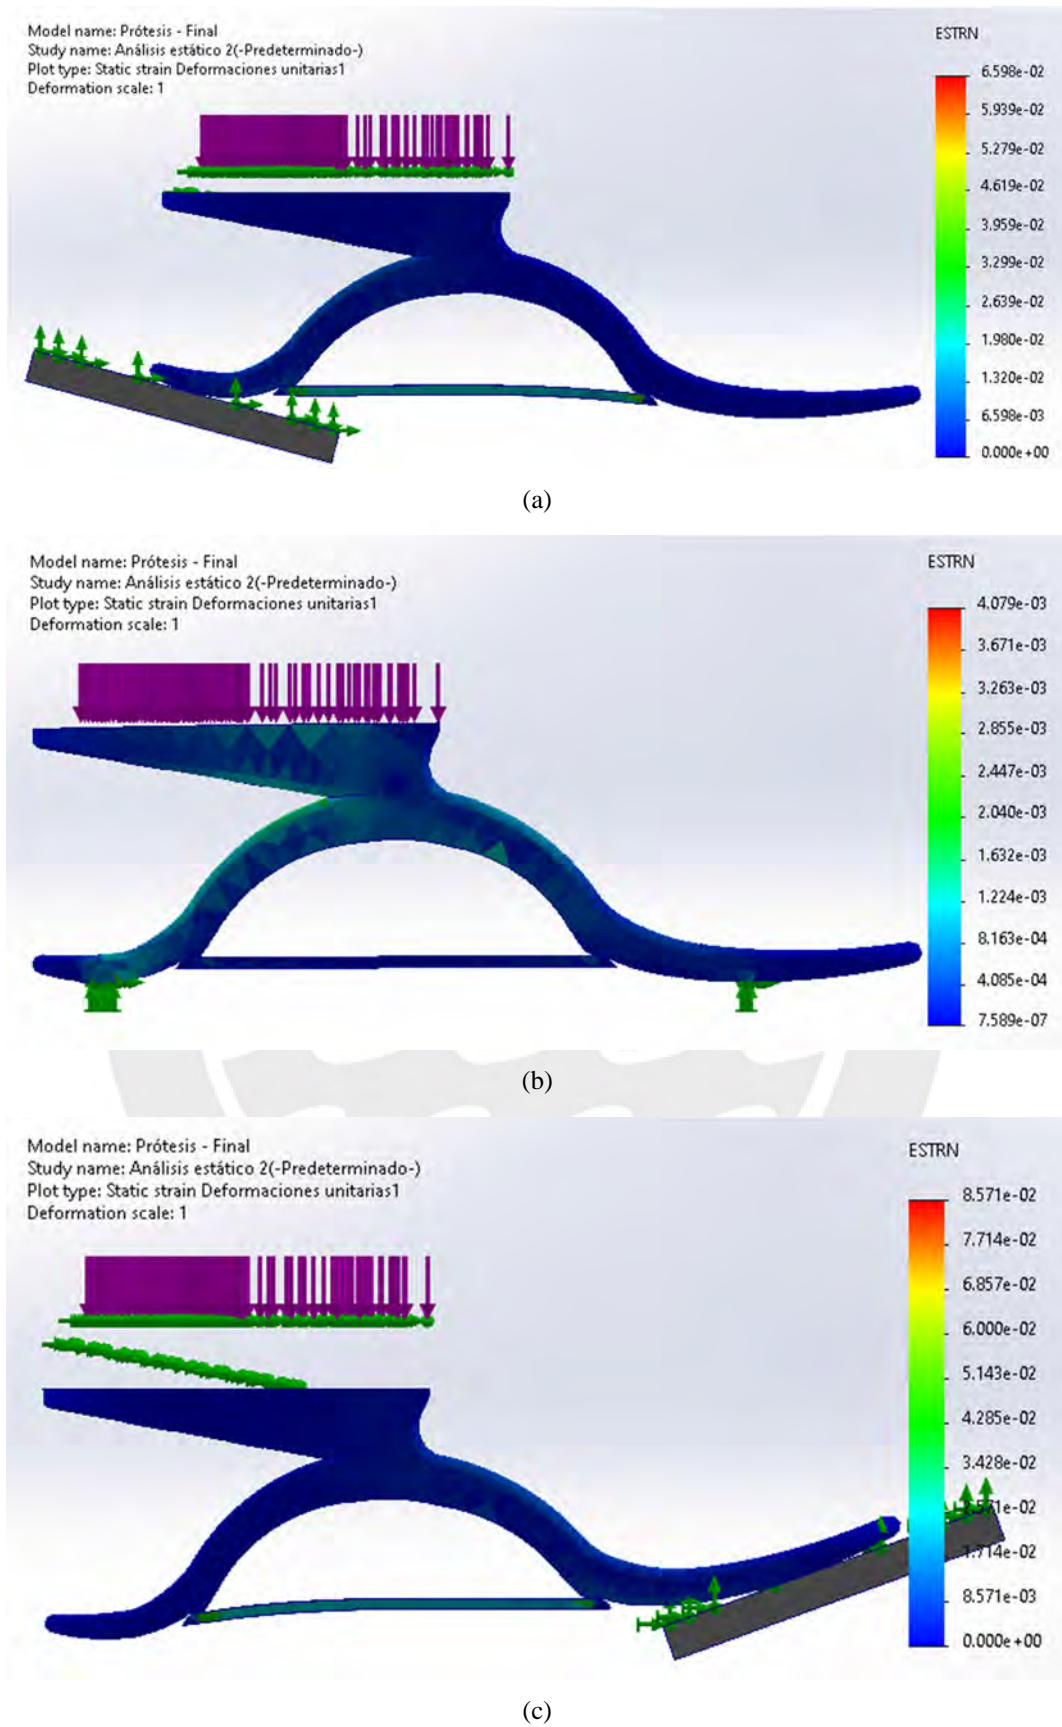 Model name: Prótesis - Final
Study name: Análisis estático 2(-Predeterminado-)
Plot type: Static strain Deformaciones unitarias1
Deformation scale: 1
ESTRN
6.598e-02
5.939e-02
5.279e-02
4.619e-02
3.959e-02
3.299e-02
2.639e-02
1.980e-02
1.320e-02
6.598e-03
0.000e+00
(a)
Model name: Prótesis - Final
Study name: Análisis estático 2(-Predeterminado-)
Plot type: Static strain Deformaciones unitarias1
Deformation scale: 1
ESTRN
4.079e-03
3.671e-03
3.263e-03
2.855e-03
2.447e-03
2.040e-03
1.632e-03
1.224e-03
8.163e-04
4.085e-04
7.589e-07
(b)
Model name: Prótesis - Final
Study name: Análisis estático 2(-Predeterminado-)
Plot type: Static strain Deformaciones unitarias1
Deformation scale: 1
ESTRN
8.571e-02
7.714e-02
6.857e-02
6.000e-02
5.143e-02
4.285e-02
3.428e-02
2.571e-02
1.714e-02
8.571e-03
0.000e+00
(c)